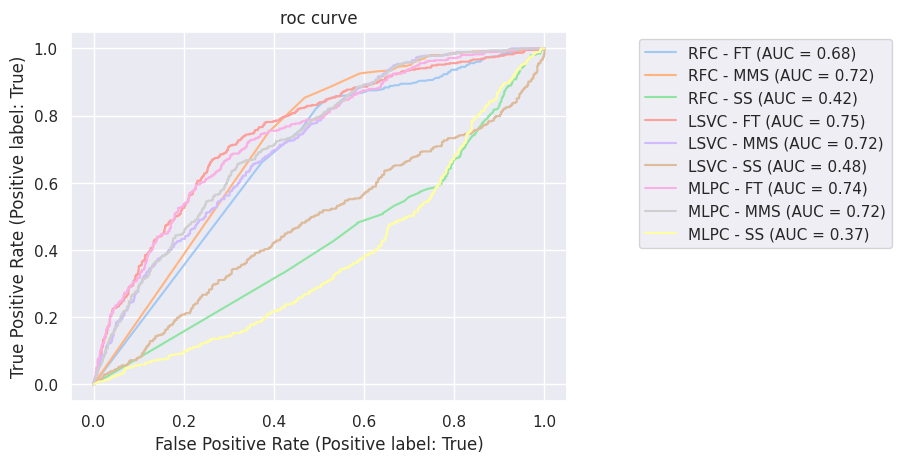 roc curve
True Positive Rate (Positive label: True)
1.0
0.8
0.6
0.4
0.2
0.0
0.0 0.2 0.4 0.6 0.8 1.0
False Positive Rate (Positive label: True)
RFC - FT (AUC = 0.68)
RFC - MMS (AUC = 0.72)
RFC - SS (AUC = 0.42)
LSVC - FT (AUC = 0.75)
LSVC - MMS (AUC = 0.72)
LSVC - SS (AUC = 0.48)
MLPC - FT (AUC = 0.74)
MLPC - MMS (AUC = 0.72)
MLPC - SS (AUC = 0.37)